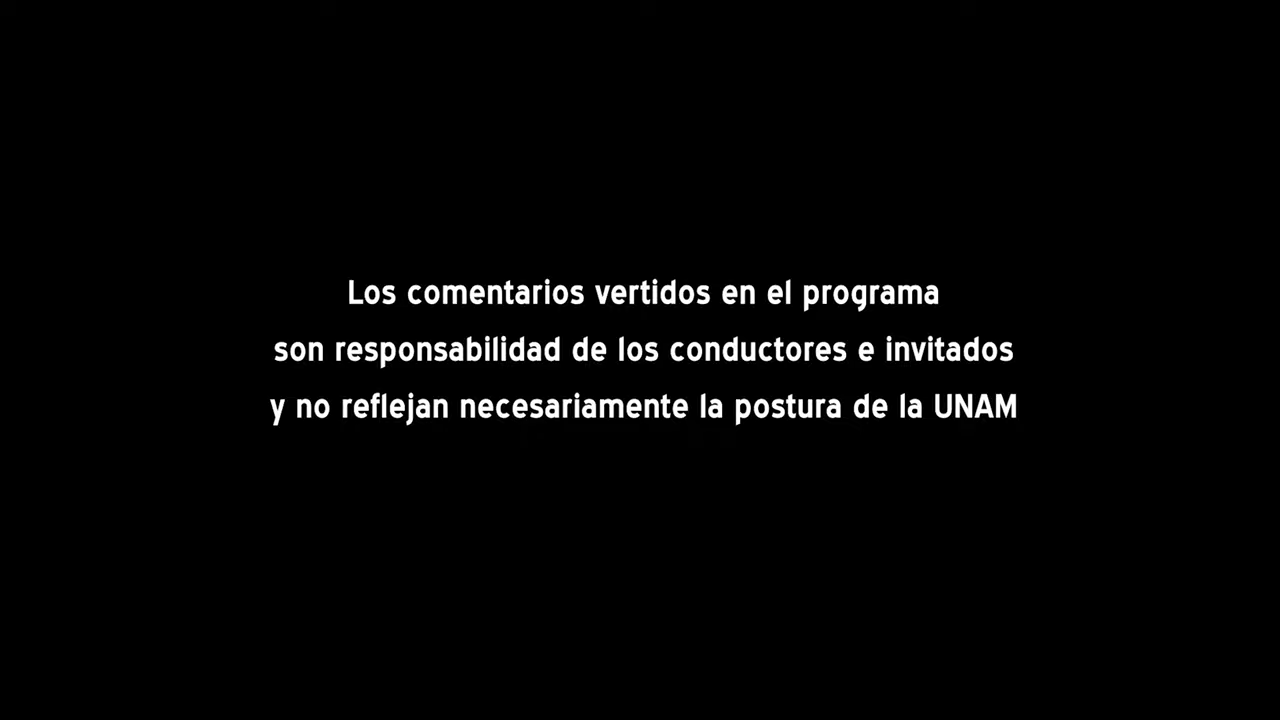 Los comentarios vertidos en el programa
son responsabilidad de los conductores e invitados
y no reflejan necesariamente la postura de la UNAM